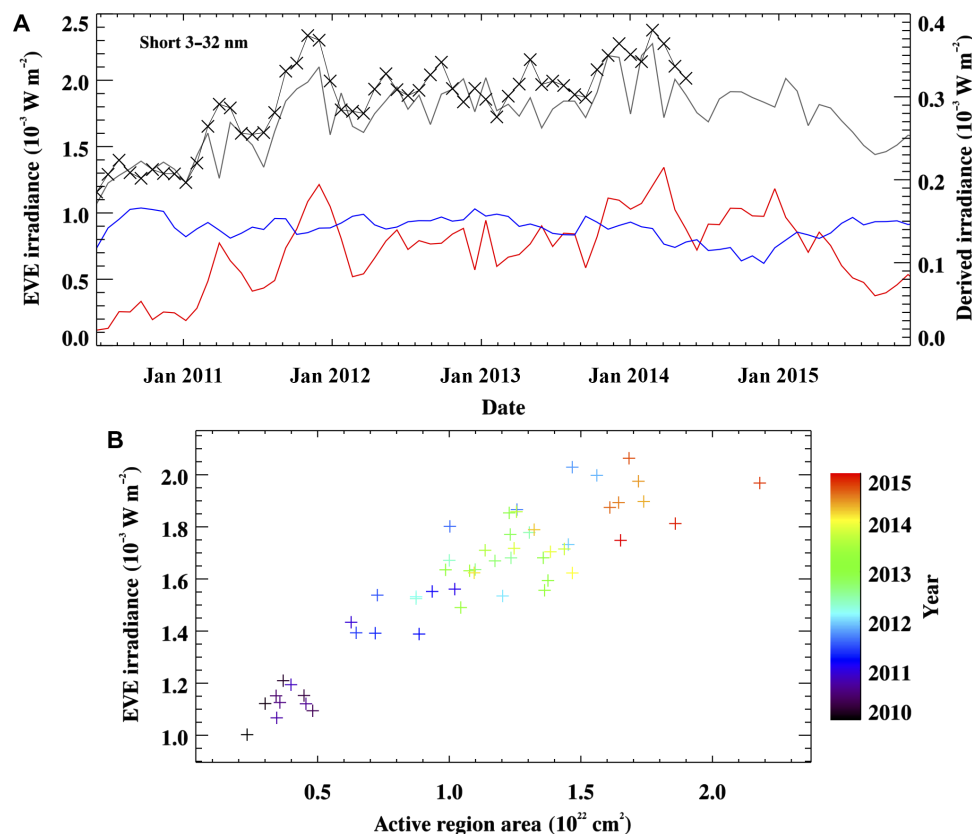 A
Short 3–32 nm
2.5
2.0
1.5
1.0
0.5
0.0
EVE irradiance (10⁻³ W m⁻²)
0.4
0.3
0.2
0.1
0.0
Derived irradiance (10⁻³ W m⁻²)
Jan 2011 Jan 2012 Jan 2013 Jan 2014 Jan 2015
Date
B
2.0
1.8
1.6
1.4
1.2
1.0
EVE irradiance (10⁻³ W m⁻²)
0.5 1.0 1.5 2.0
Active region area (10²² cm²)
2015
2014
2013
2012
2011
2010
Year